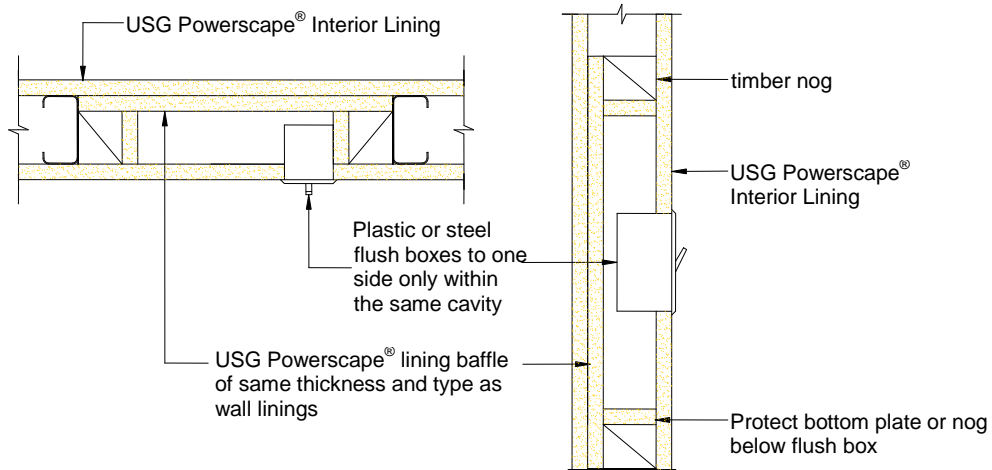 USG Powerscape® Interior Lining
timber nog
USG Powerscape®
Interior Lining
Plastic or steel
flush boxes to one
side only within
the same cavity
USG Powerscape® lining baffle
of same thickness and type as
wall linings
Protect bottom plate or nog
below flush box